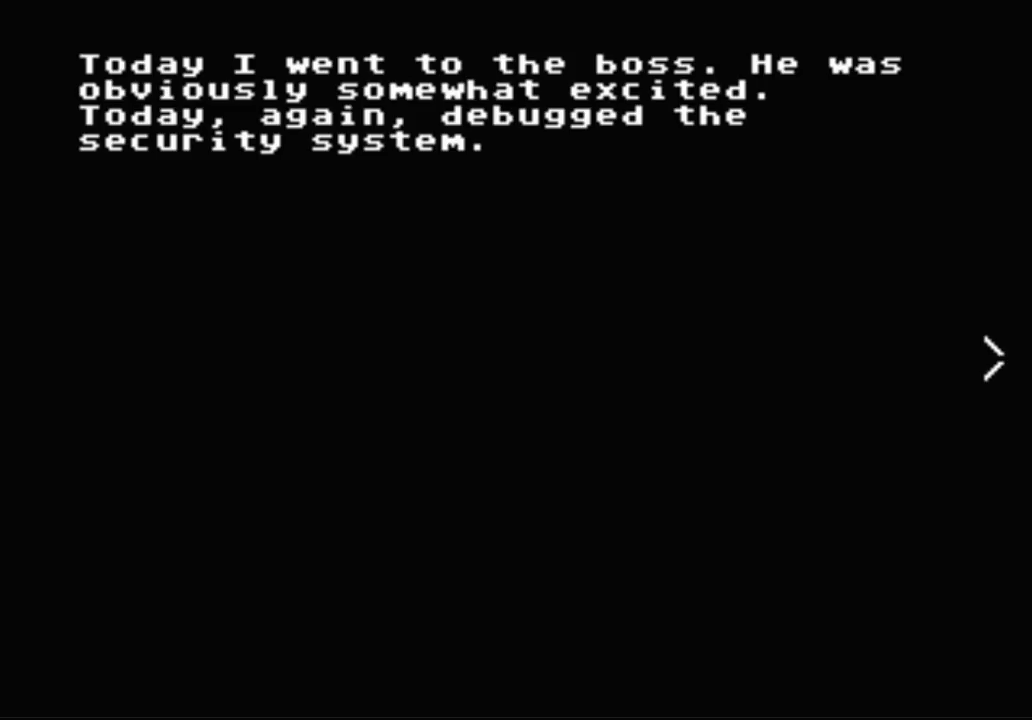 Today I went to the boss. He was
obviously somewhat excited.
Today, again, debugged the
security system.